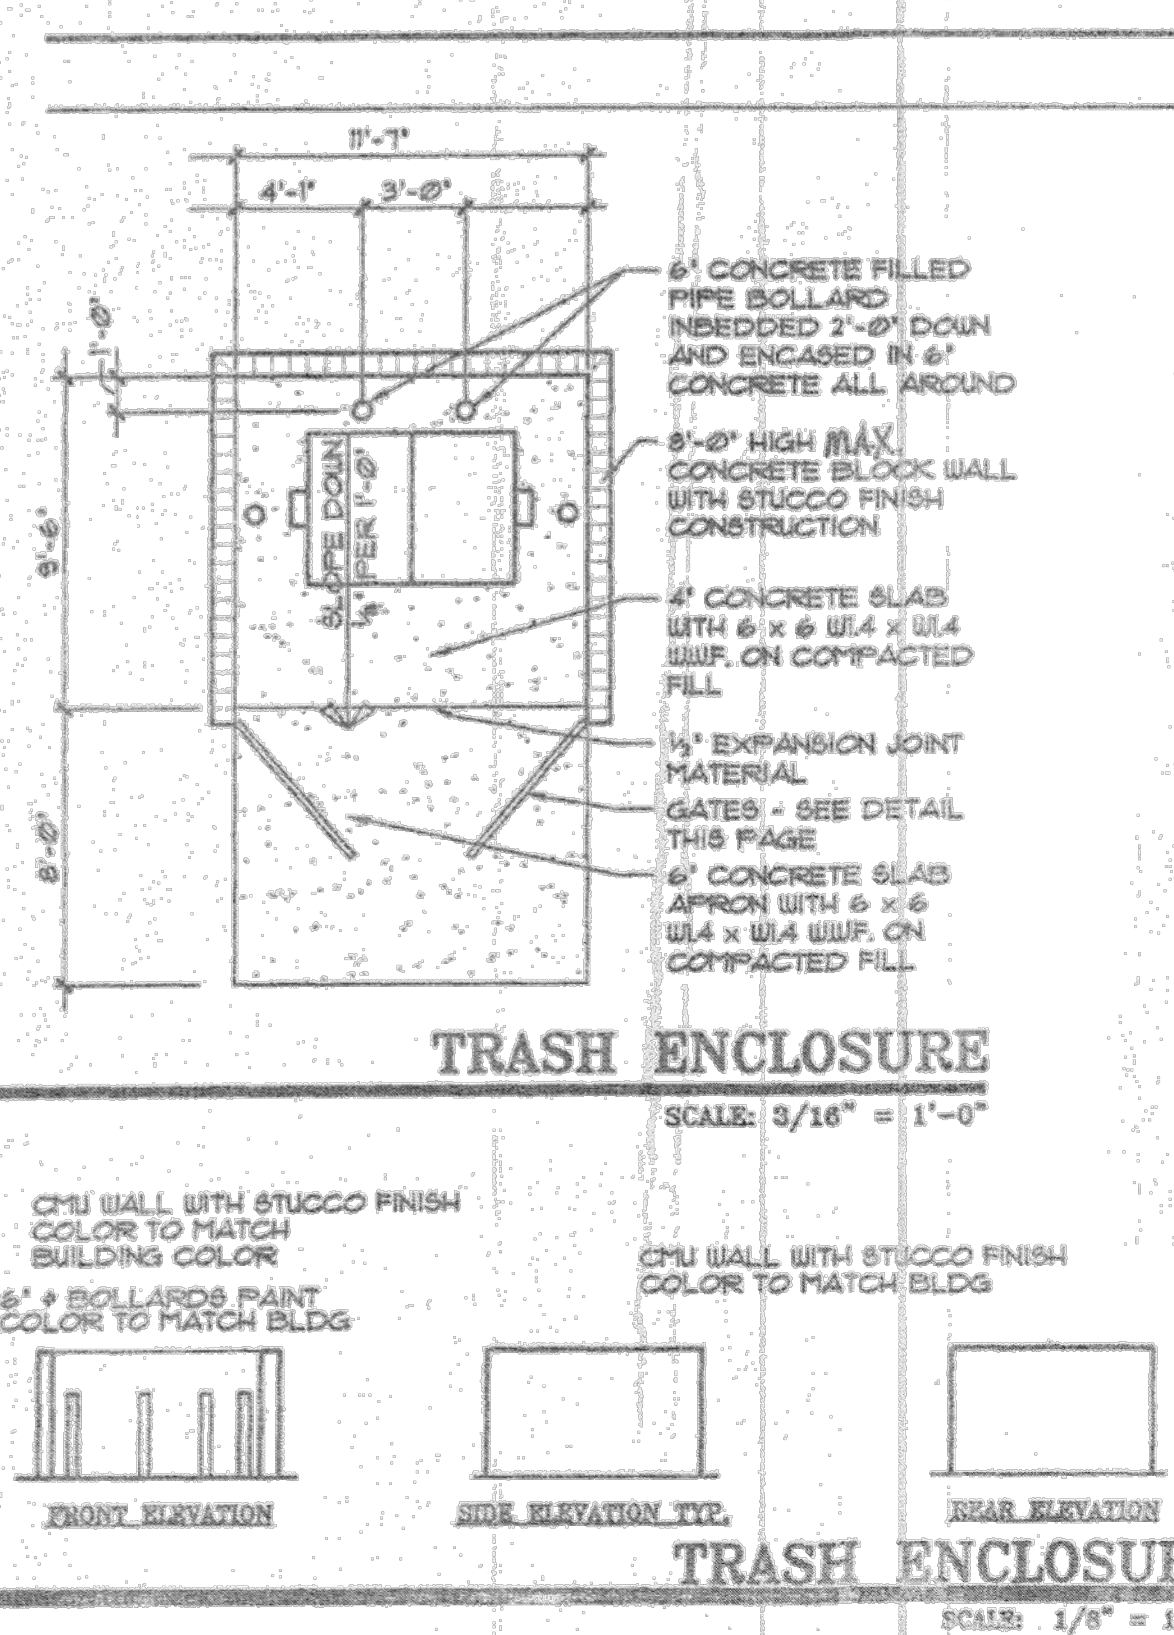 11'-7"
4'-1" 3'-0"
1'-0"
6" CONCRETE FILLED
PIPE BOLLARD
INBEDDED 2'-0" DOWN
AND ENCASED IN 6"
CONCRETE ALL AROUND
8'-0" HIGH MAX.
CONCRETE BLOCK WALL
WITH STUCCO FINISH
CONSTRUCTION
SLOPE DOWN
PER 1'-0"
9'-6"
4" CONCRETE SLAB
WITH 6 x 6 W1.4 x W1.4
WWF. ON COMPACTED
FILL
1/2" EXPANSION JOINT
MATERIAL
GATES - SEE DETAIL
THIS PAGE
8'-0"
6" CONCRETE SLAB
APRON WITH 6 x 6
W1.4 x W1.4 WWF. ON
COMPACTED FILL
TRASH ENCLOSURE
SCALE: 3/16" = 1'-0"
CMU WALL WITH STUCCO FINISH
COLOR TO MATCH
BUILDING COLOR
6" BOLLARDS PAINT
COLOR TO MATCH BLDG
CMU WALL WITH STUCCO FINISH
COLOR TO MATCH BLDG
FRONT ELEVATION
SIDE ELEVATION TYP.
REAR ELEVATION
TRASH ENCLOSUR
SCALE: 1/8" = 1